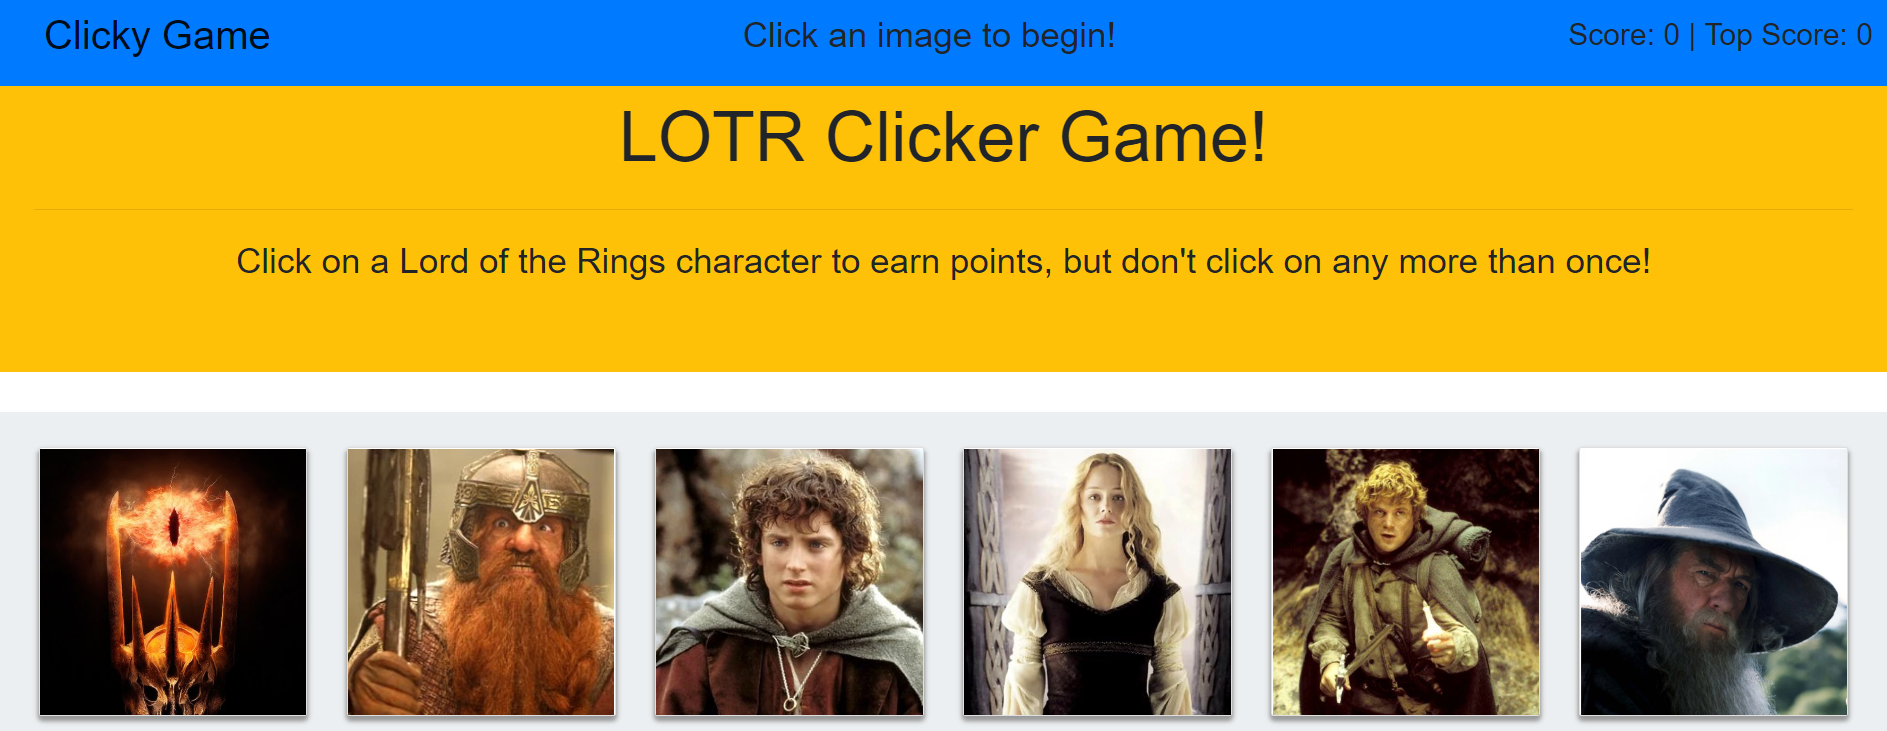 Clicky Game
Click an image to begin!
Score: 0 | Top Score: 0
LOTR Clicker Game!
Click on a Lord of the Rings character to earn points, but don't click on any more than once!